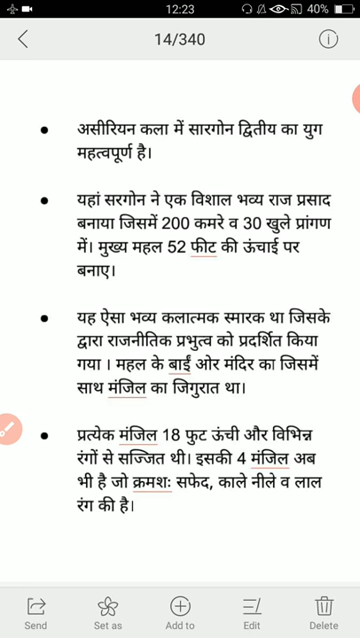 12:23
40%
14/340
• असीरियन कला में सारगोन द्वितीय का युग
महत्वपूर्ण है।
• यहां सरगोन ने एक विशाल भव्य राज प्रसाद
बनाया जिसमें 200 कमरे व 30 खुले प्रांगण
में। मुख्य महल 52 फीट की ऊंचाई पर
बनाए।
• यह ऐसा भव्य कलात्मक स्मारक था जिसके
द्वारा राजनीतिक प्रभुत्व को प्रदर्शित किया
गया । महल के बाईं ओर मंदिर का जिसमें
साथ मंजिल का जिगुरात था।
• प्रत्येक मंजिल 18 फुट ऊंची और विभिन्न
रंगों से सज्जित थी। इसकी 4 मंजिल अब
भी है जो क्रमशः सफेद, काले नीले व लाल
रंग की है।
Send
Set as
Add to
Edit
Delete